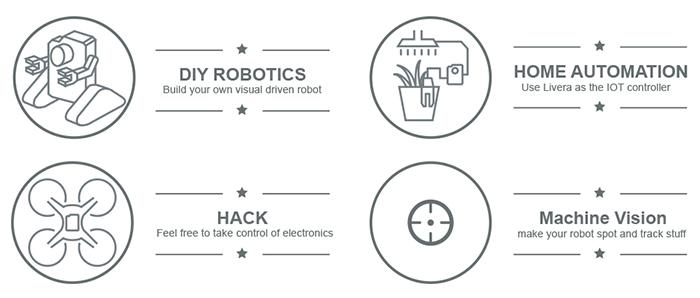 DIY ROBOTICS
Build your own visual driven robot
HOME AUTOMATION
Use Livera as the IOT controller
HACK
Feel free to take control of electronics
Machine Vision
make your robot spot and track stuff